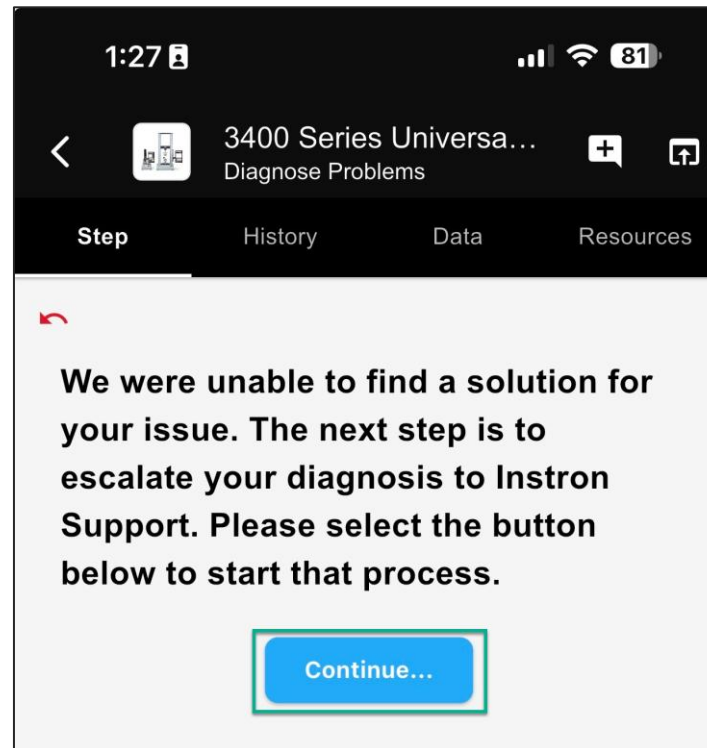 1:27
81
3400 Series Universa...
Diagnose Problems
Step
History
Data
Resources
We were unable to find a solution for
your issue. The next step is to
escalate your diagnosis to Instron
Support. Please select the button
below to start that process.
Continue...